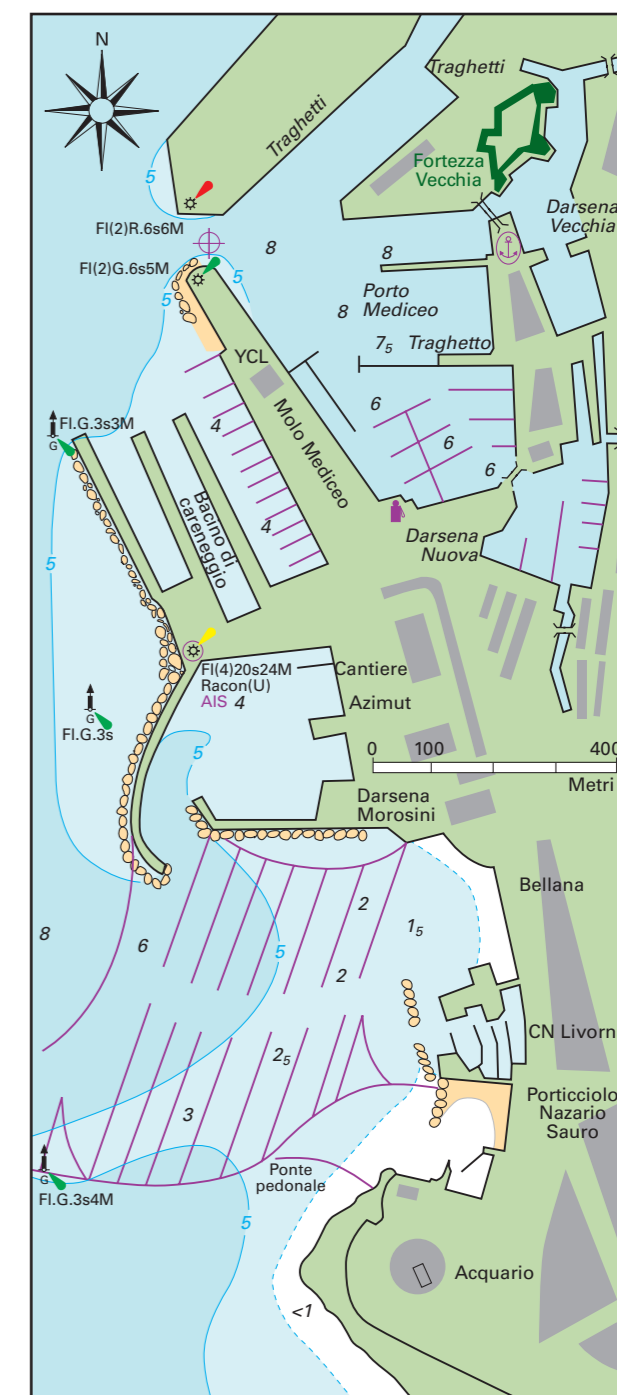 N
Traghetti
Traghetti
5
Fortezza
Vecchia
Fl(2)R.6s6M
Darsena
Vecchia
8
8
Fl(2)G.6s5M
5
5
Porto
Mediceo
8
7₅ Traghetto
YCL
Molo Mediceo
4
6
6
6
Fl.G.3s3M
G
Bacino di
careneggio
4
Darsena
Nuova
5
Fl(4)20s24M
Racon(U)
AIS 4
Cantiere
Azimut
G
Fl.G.3s
5
0 100 400
Metri
Darsena
Morosini
Bellana
2
1₅
8
6
5
2
CN Livorn
2₅
Porticciolo
Nazario
Sauro
3
G
Fl.G.3s4M
Ponte
pedonale
5
Acquario
<1